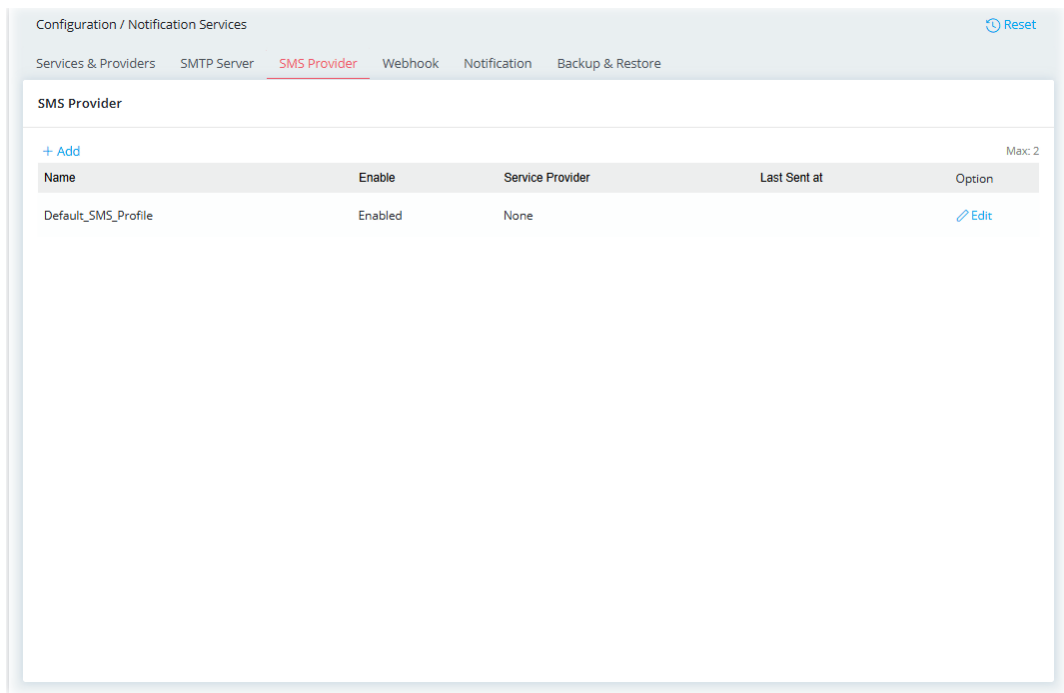 Configuration / Notification Services Reset
Services & Providers SMTP Server SMS Provider Webhook Notification Backup & Restore
SMS Provider
+ Add Max: 2
Name Enable Service Provider Last Sent at Option
Default_SMS_Profile Enabled None Edit